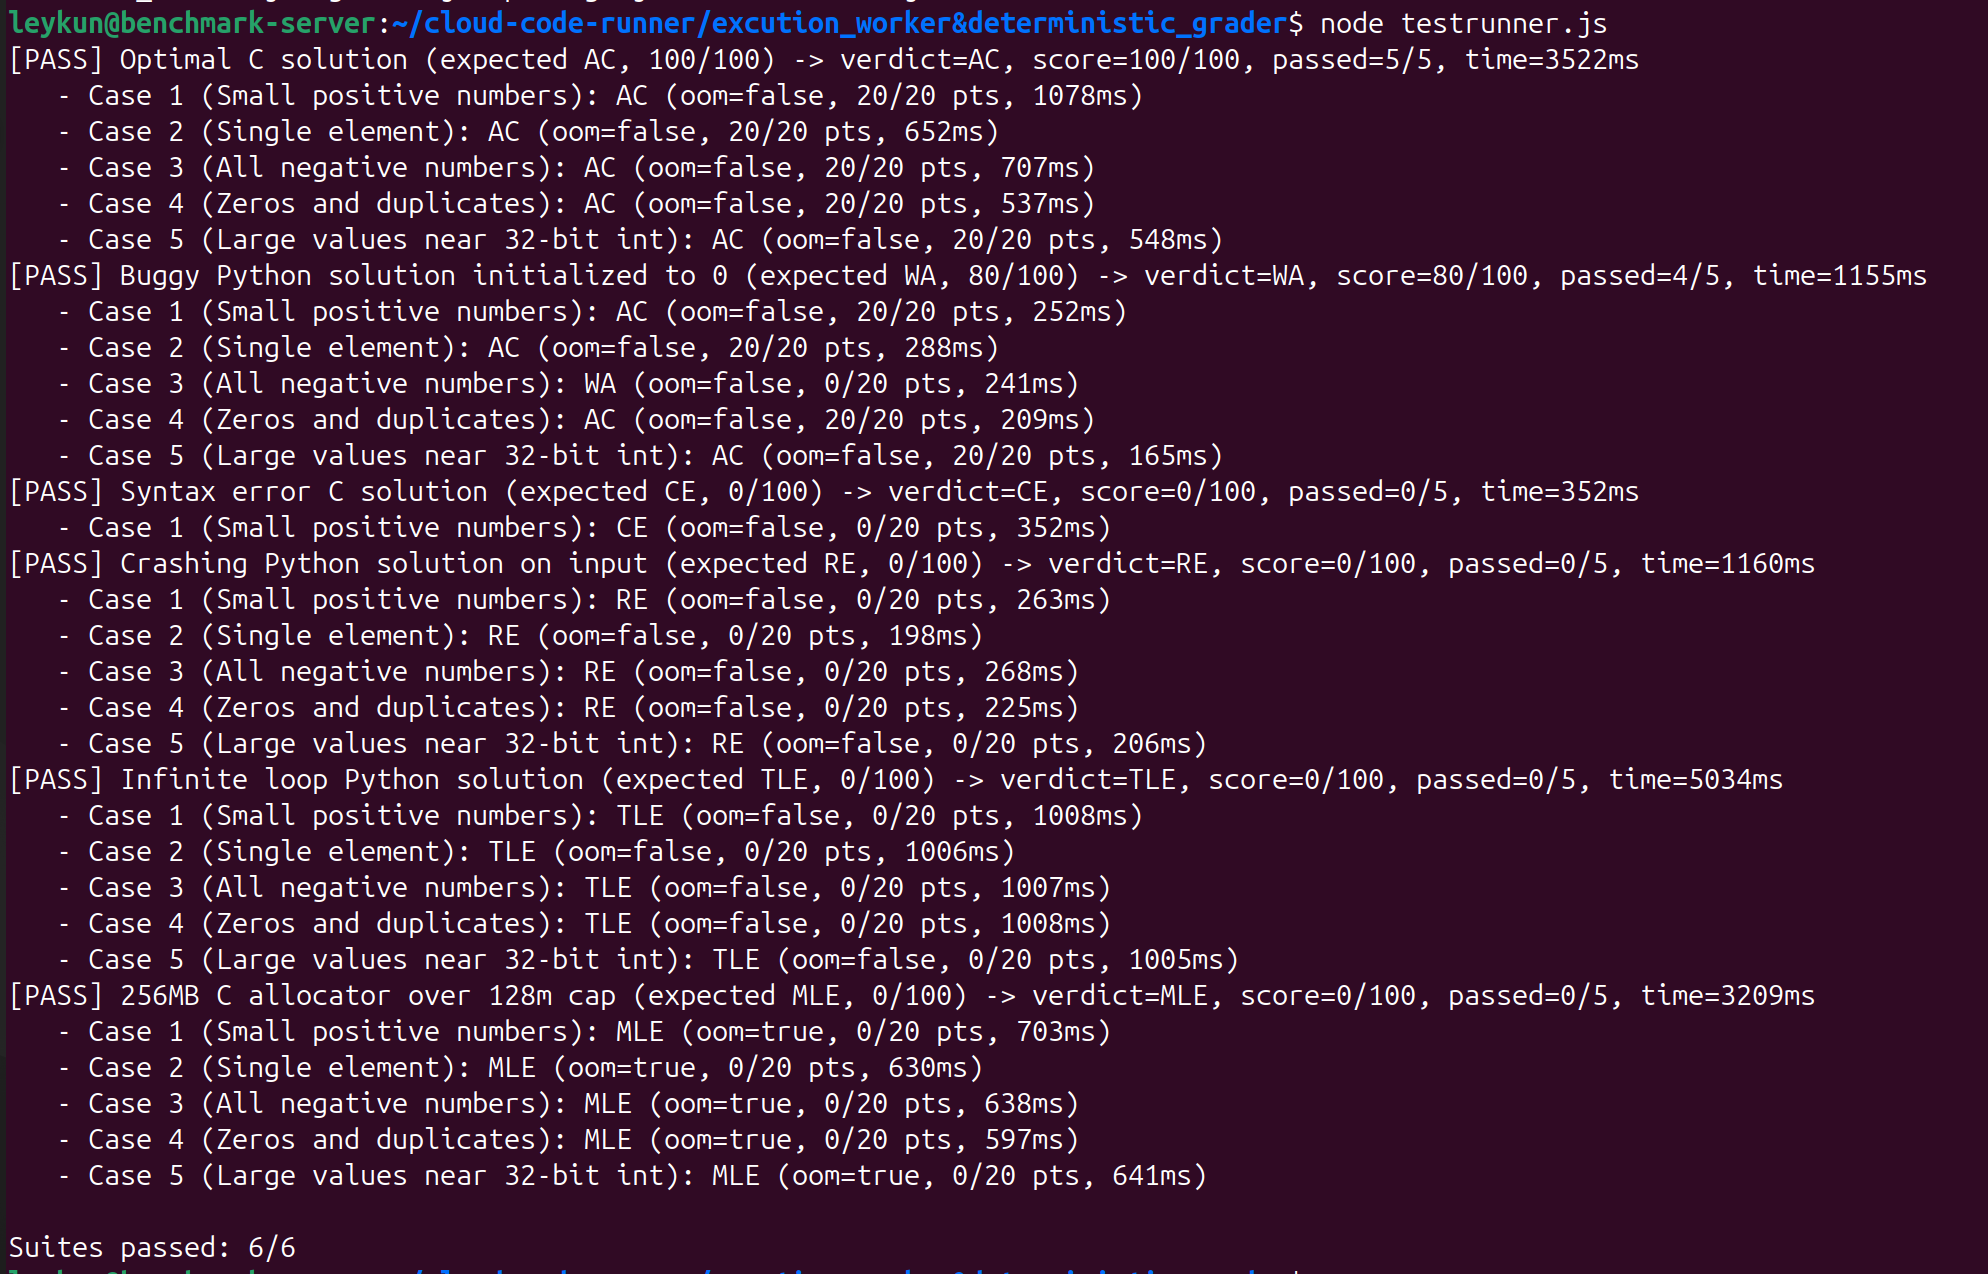 leykun@benchmark-server:~/cloud-code-runner/excution_worker&deterministic_grader$ node testrunner.js
[PASS] Optimal C solution (expected AC, 100/100) -> verdict=AC, score=100/100, passed=5/5, time=3522ms
   - Case 1 (Small positive numbers): AC (oom=false, 20/20 pts, 1078ms)
   - Case 2 (Single element): AC (oom=false, 20/20 pts, 652ms)
   - Case 3 (All negative numbers): AC (oom=false, 20/20 pts, 707ms)
   - Case 4 (Zeros and duplicates): AC (oom=false, 20/20 pts, 537ms)
   - Case 5 (Large values near 32-bit int): AC (oom=false, 20/20 pts, 548ms)
[PASS] Buggy Python solution initialized to 0 (expected WA, 80/100) -> verdict=WA, score=80/100, passed=4/5, time=1155ms
   - Case 1 (Small positive numbers): AC (oom=false, 20/20 pts, 252ms)
   - Case 2 (Single element): AC (oom=false, 20/20 pts, 288ms)
   - Case 3 (All negative numbers): WA (oom=false, 0/20 pts, 241ms)
   - Case 4 (Zeros and duplicates): AC (oom=false, 20/20 pts, 209ms)
   - Case 5 (Large values near 32-bit int): AC (oom=false, 20/20 pts, 165ms)
[PASS] Syntax error C solution (expected CE, 0/100) -> verdict=CE, score=0/100, passed=0/5, time=352ms
   - Case 1 (Small positive numbers): CE (oom=false, 0/20 pts, 352ms)
[PASS] Crashing Python solution on input (expected RE, 0/100) -> verdict=RE, score=0/100, passed=0/5, time=1160ms
   - Case 1 (Small positive numbers): RE (oom=false, 0/20 pts, 263ms)
   - Case 2 (Single element): RE (oom=false, 0/20 pts, 198ms)
   - Case 3 (All negative numbers): RE (oom=false, 0/20 pts, 268ms)
   - Case 4 (Zeros and duplicates): RE (oom=false, 0/20 pts, 225ms)
   - Case 5 (Large values near 32-bit int): RE (oom=false, 0/20 pts, 206ms)
[PASS] Infinite loop Python solution (expected TLE, 0/100) -> verdict=TLE, score=0/100, passed=0/5, time=5034ms
   - Case 1 (Small positive numbers): TLE (oom=false, 0/20 pts, 1008ms)
   - Case 2 (Single element): TLE (oom=false, 0/20 pts, 1006ms)
   - Case 3 (All negative numbers): TLE (oom=false, 0/20 pts, 1007ms)
   - Case 4 (Zeros and duplicates): TLE (oom=false, 0/20 pts, 1008ms)
   - Case 5 (Large values near 32-bit int): TLE (oom=false, 0/20 pts, 1005ms)
[PASS] 256MB C allocator over 128m cap (expected MLE, 0/100) -> verdict=MLE, score=0/100, passed=0/5, time=3209ms
   - Case 1 (Small positive numbers): MLE (oom=true, 0/20 pts, 703ms)
   - Case 2 (Single element): MLE (oom=true, 0/20 pts, 630ms)
   - Case 3 (All negative numbers): MLE (oom=true, 0/20 pts, 638ms)
   - Case 4 (Zeros and duplicates): MLE (oom=true, 0/20 pts, 597ms)
   - Case 5 (Large values near 32-bit int): MLE (oom=true, 0/20 pts, 641ms)
Suites passed: 6/6